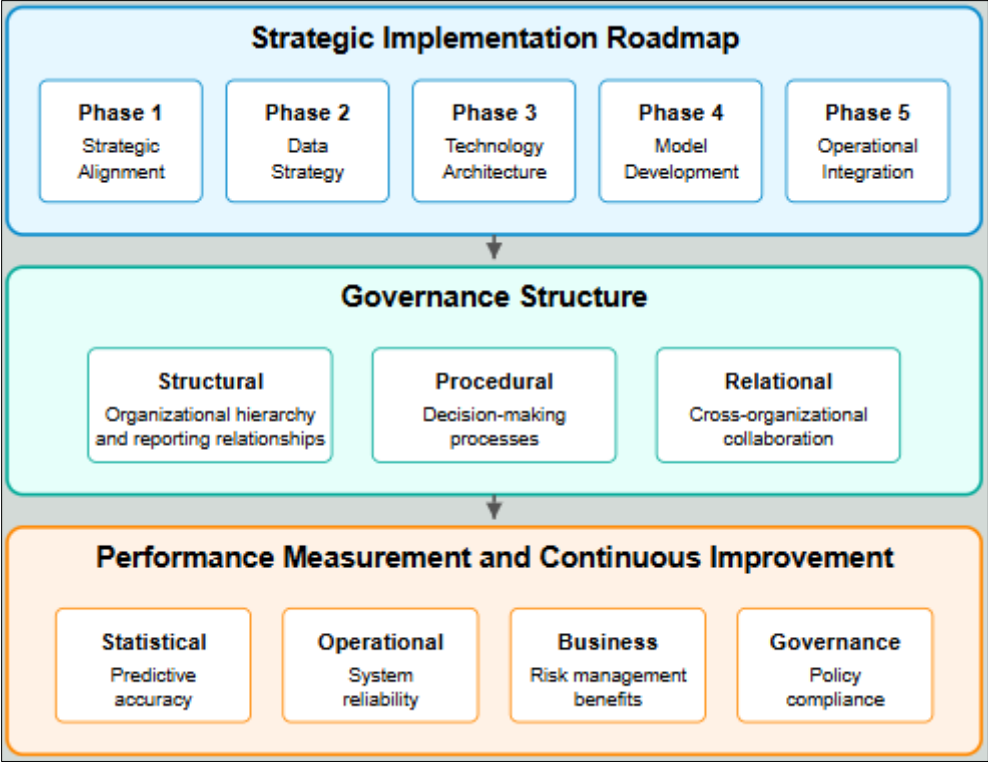 Strategic Implementation Roadmap
Phase 1
Strategic
Alignment
Phase 2
Data
Strategy
Phase 3
Technology
Architecture
Phase 4
Model
Development
Phase 5
Operational
Integration
Governance Structure
Structural
Organizational hierarchy
and reporting relationships
Procedural
Decision-making
processes
Relational
Cross-organizational
collaboration
Performance Measurement and Continuous Improvement
Statistical
Predictive
accuracy
Operational
System
reliability
Business
Risk management
benefits
Governance
Policy
compliance